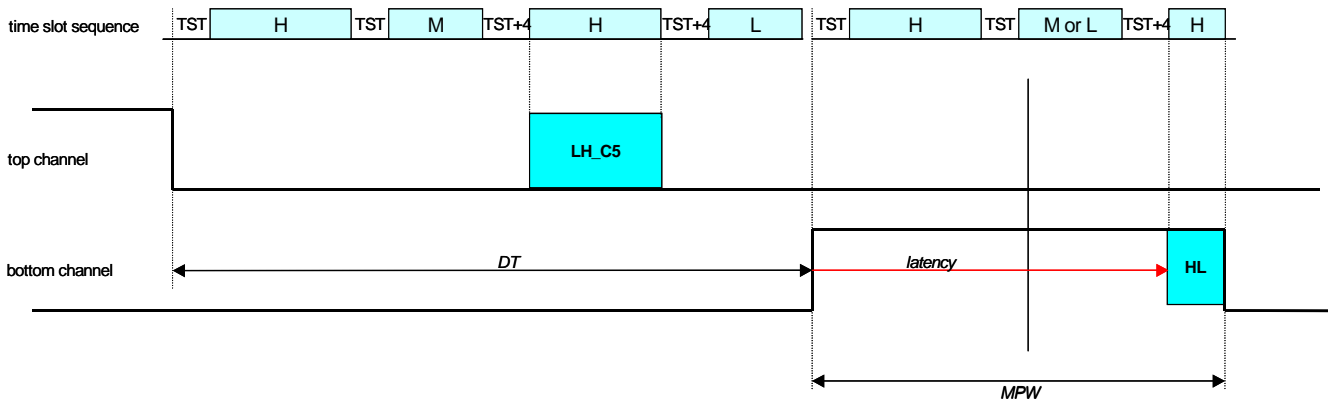 time slot sequence TST H TST M TST+4 H TST+4 L TST H TST M or L TST+4 H
top channel LH_C5
bottom channel DT latency HL
MPW